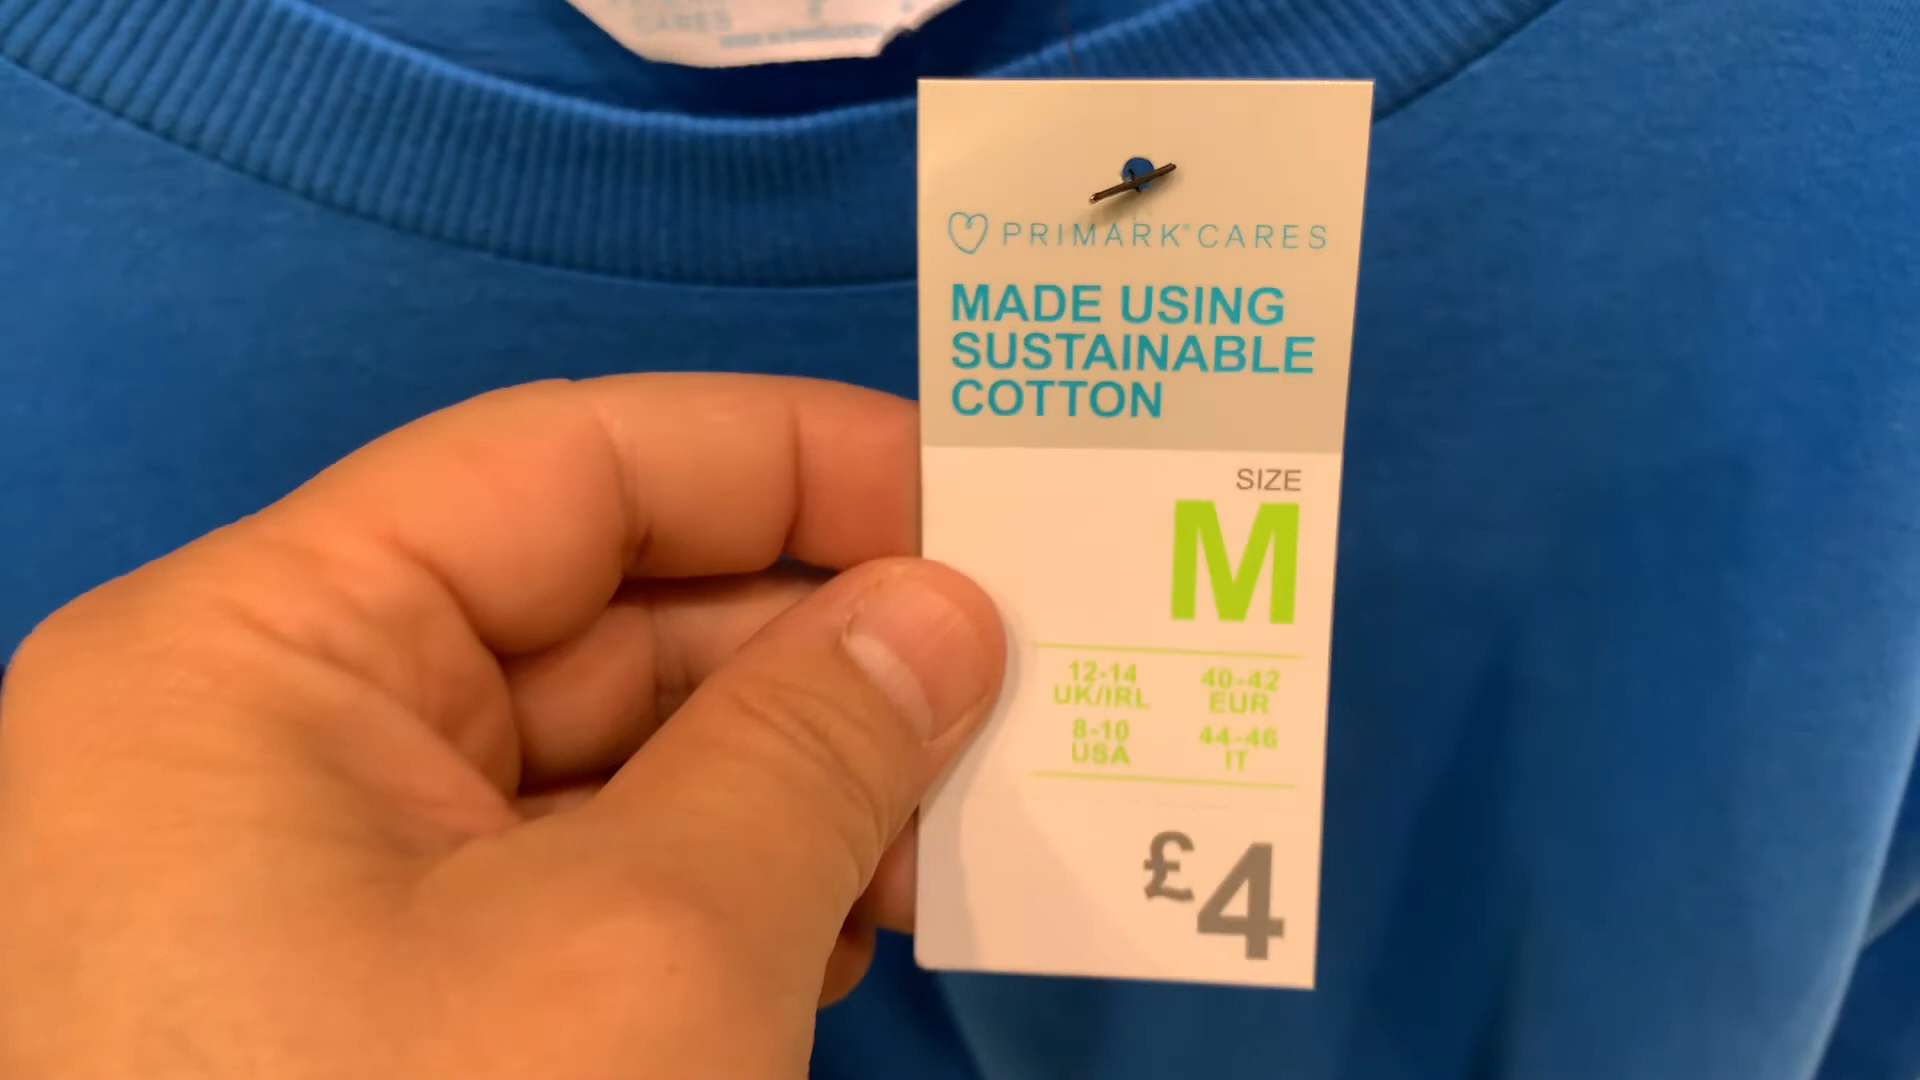 CARES
PRIMARK® CARES
MADE USING
SUSTAINABLE
COTTON
SIZE
M
12-14
UK/IRL
40-42
EUR
8-10
USA
44-46
IT
£4